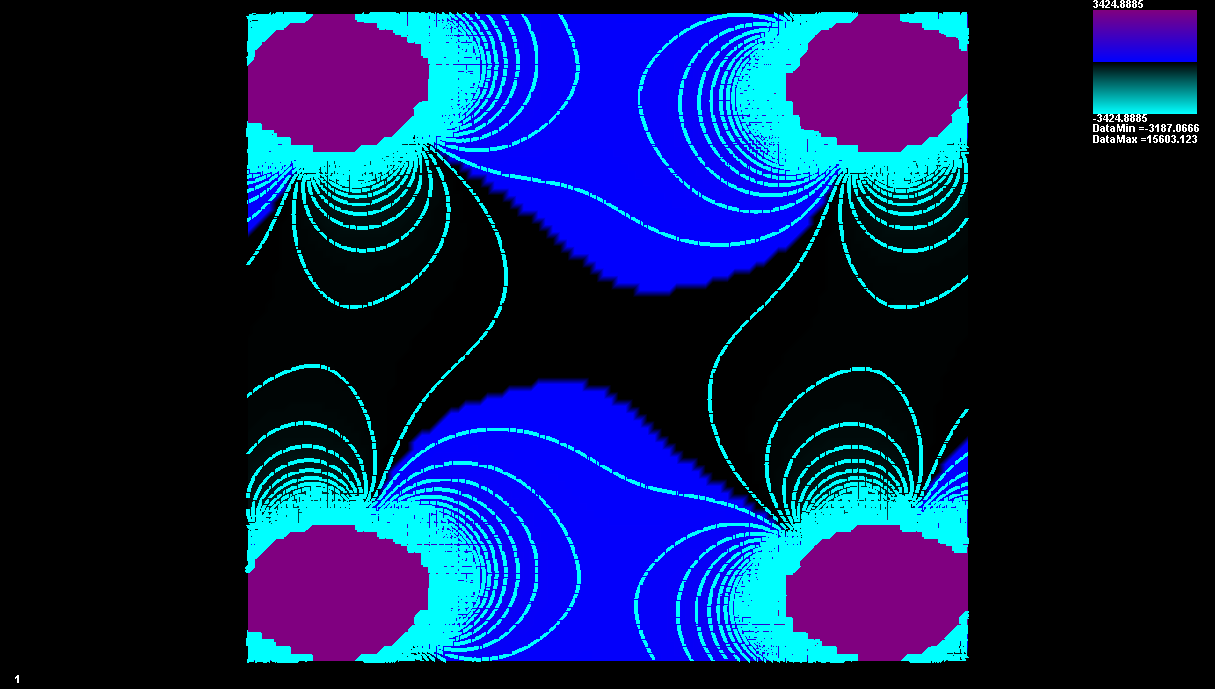 3424.8885
-3424.8885
DataMin =-3187.0666
DataMax =15603.123
1